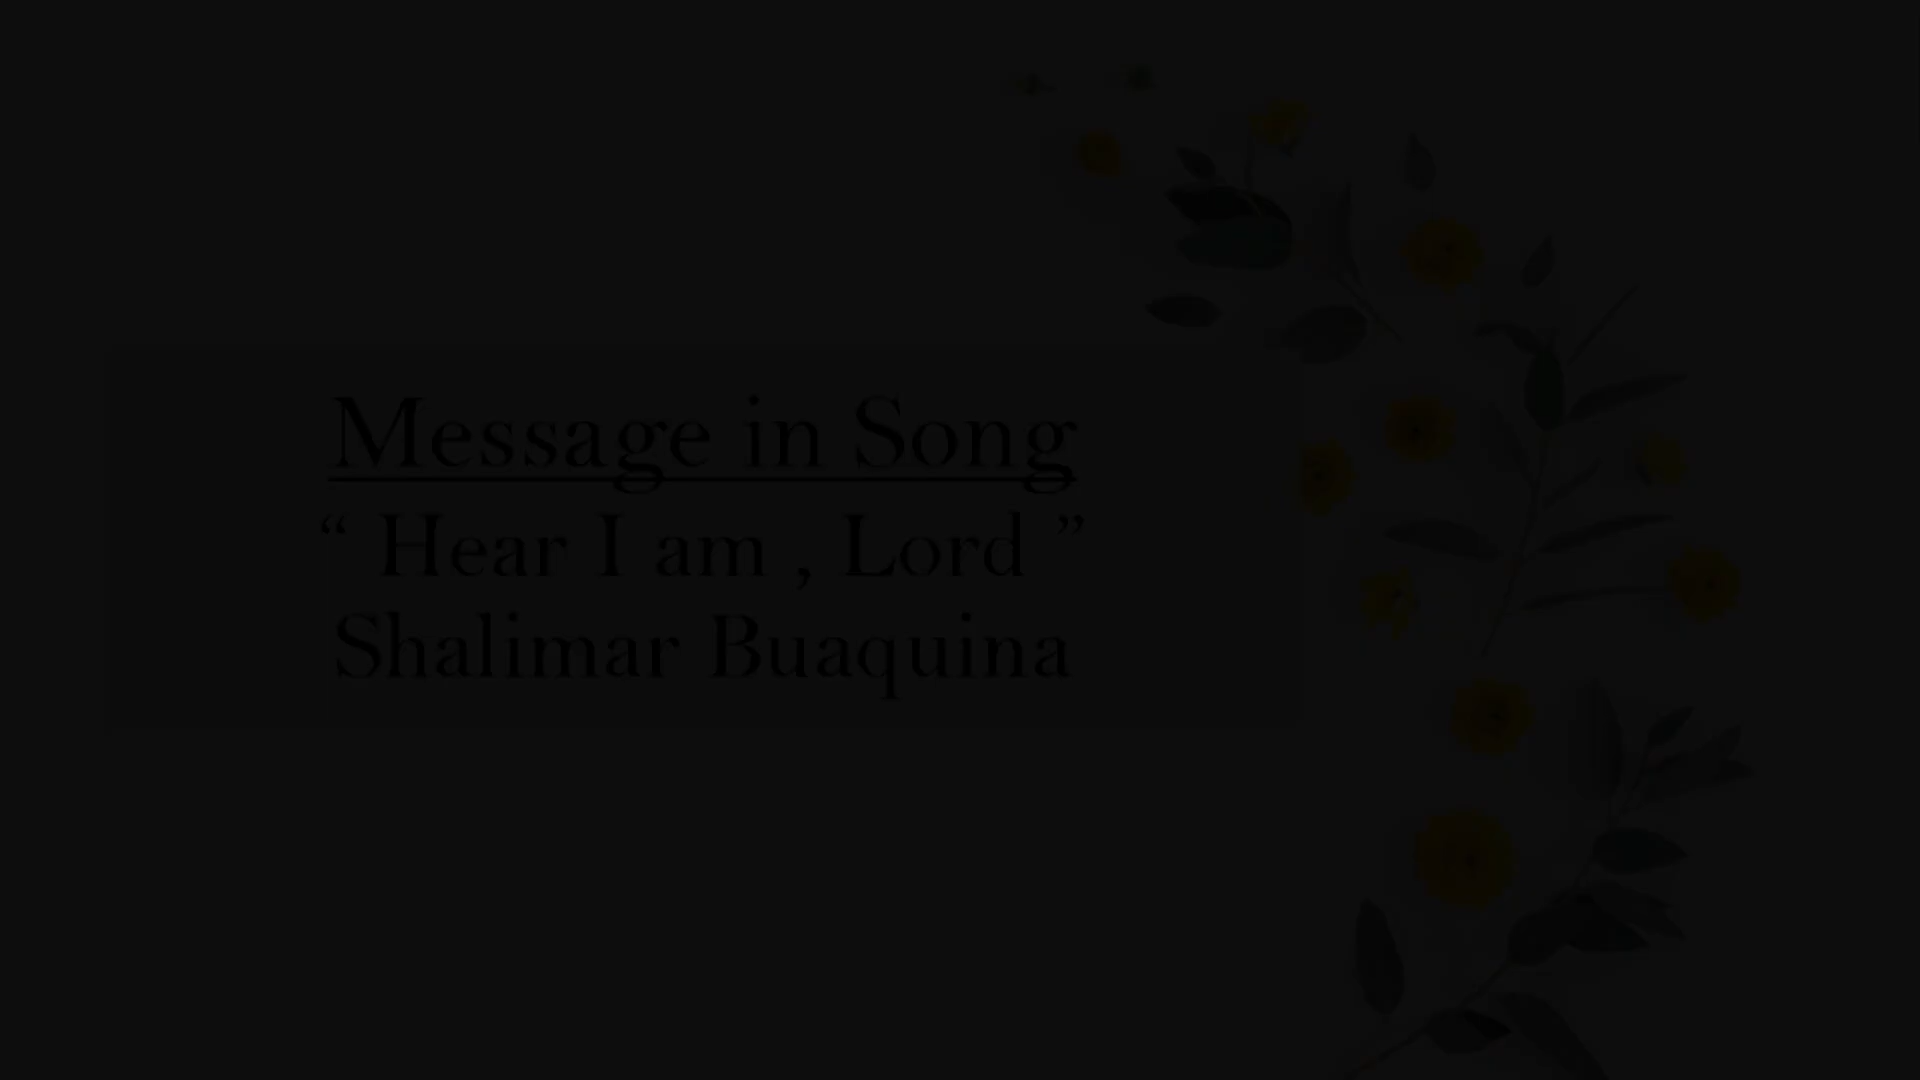 Message in Song
“ Hear I am , Lord ”
Shalimar Buaquina